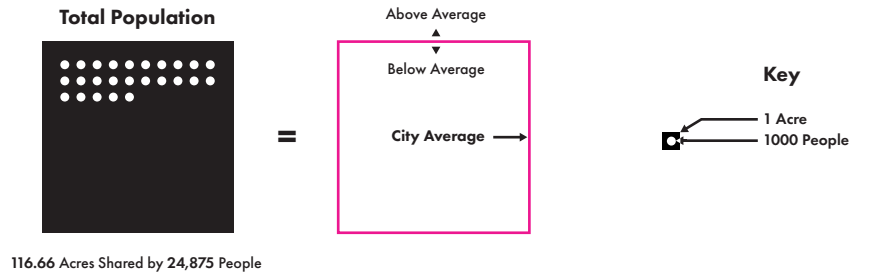 Total Population
Above Average
Below Average
City Average
=
Key
1 Acre
1000 People
116.66 Acres Shared by 24,875 People